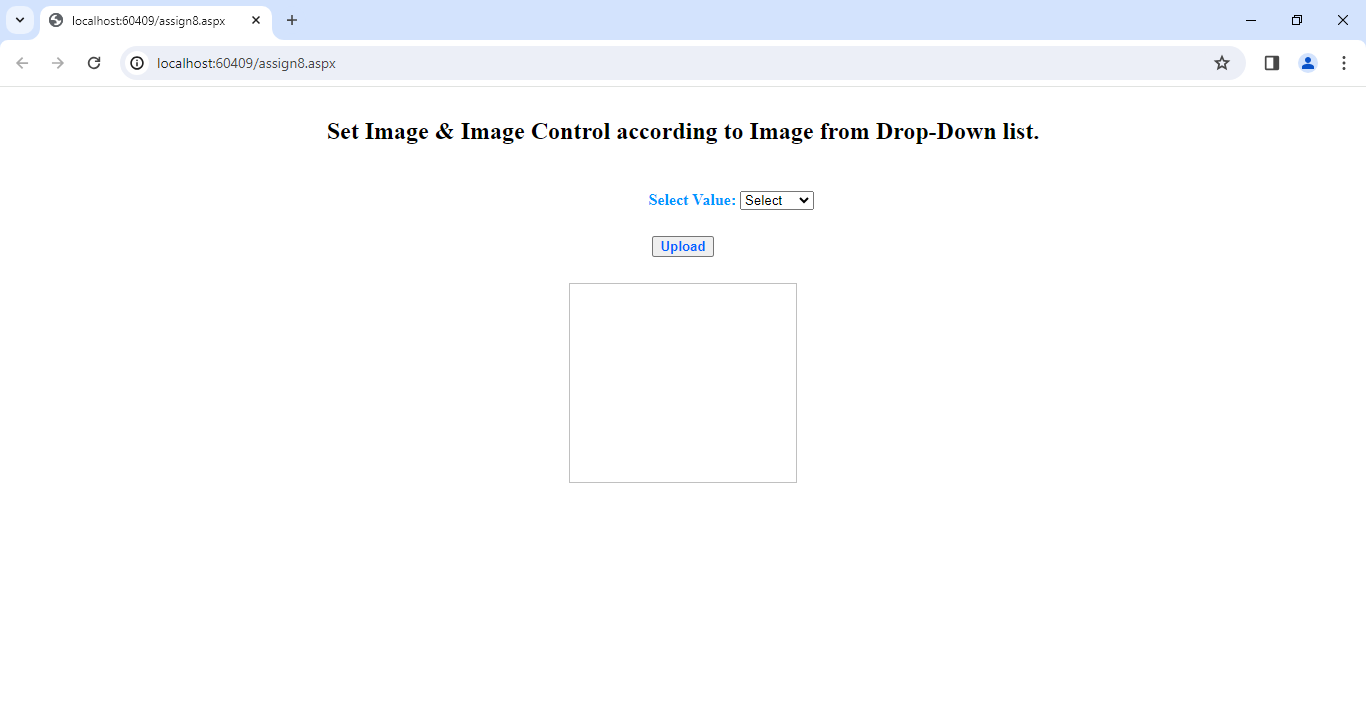 localhost:60409/assign8.aspx
localhost:60409/assign8.aspx
Set Image & Image Control according to Image from Drop-Down list.
Select Value: Select
Upload